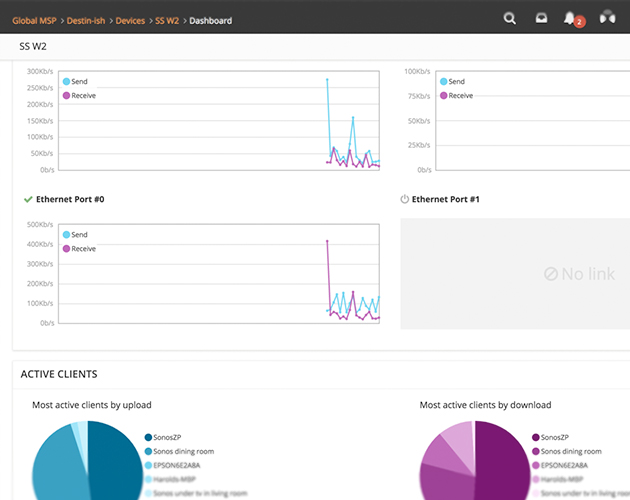 Global MSP > Destin-ish > Devices > SS W2 > Dashboard
2
SS W2
300Kb/s
250Kb/s
200Kb/s
150Kb/s
100Kb/s
50Kb/s
0b/s
Send
Receive
100Kb/s
75Kb/s
50Kb/s
25Kb/s
0b/s
Send
Receive
Ethernet Port #0
Ethernet Port #1
500Kb/s
400Kb/s
300Kb/s
200Kb/s
100Kb/s
0b/s
Send
Receive
No link
ACTIVE CLIENTS
Most active clients by upload
SonosZP
Sonos dining room
EPSON6E2A8A
Harolds-MBP
Sonos under tv in living room
Most active clients by download
SonosZP
Sonos dining room
EPSON6E2A8A
Harolds-MBP
Sonos under tv in living room